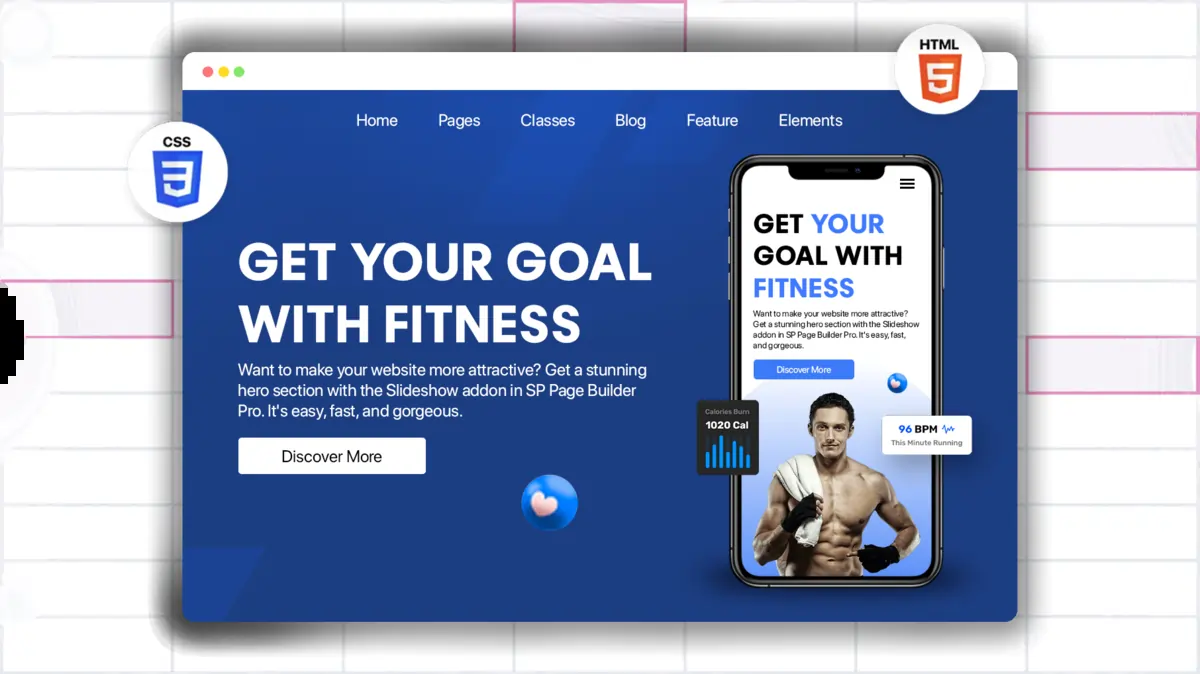 HTML
5
CSS
3
Home Pages Classes Blog Feature Elements
GET YOUR GOAL
WITH FITNESS
Want to make your website more attractive? Get a stunning
hero section with the Slideshow addon in SP Page Builder
Pro. It's easy, fast, and gorgeous.
Discover More
GET YOUR
GOAL WITH
FITNESS
Want to make your website more attractive?
Get a stunning hero section with the Slideshow
addon in SP Page Builder Pro. It's easy, fast,
and gorgeous.
Discover More
Calories Burn
1020 Cal
96 BPM
This Minute Running